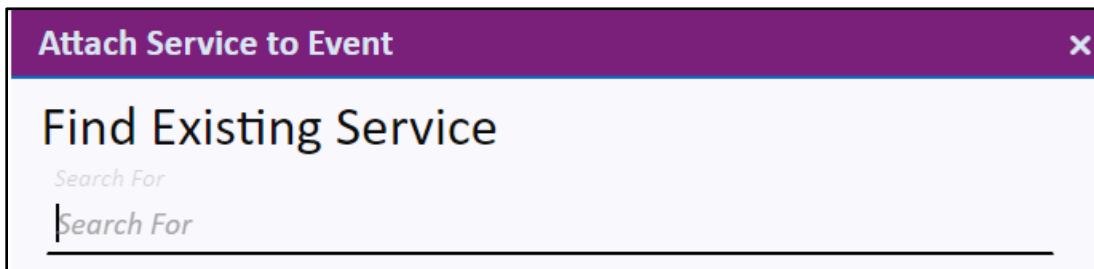 Attach Service to Event ×
Find Existing Service
Search For
Search For